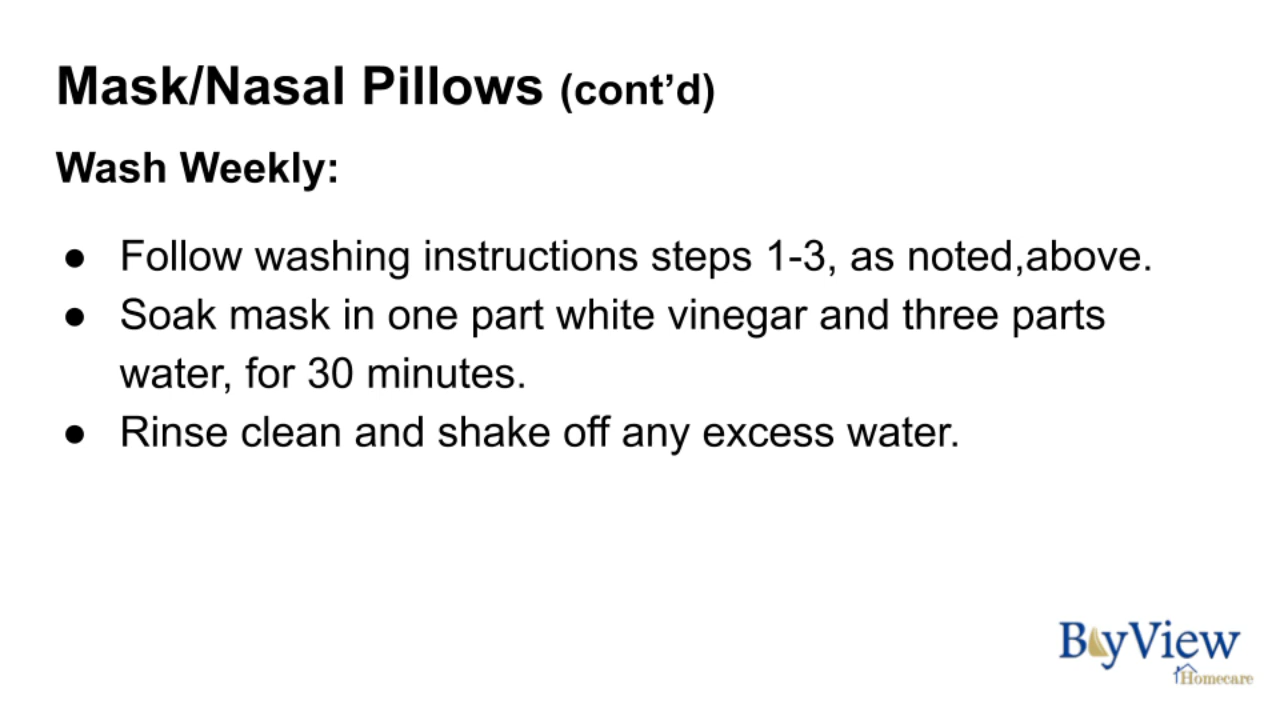 Mask/Nasal Pillows (cont’d)
Wash Weekly:
● Follow washing instructions steps 1-3, as noted,above.
● Soak mask in one part white vinegar and three parts
water, for 30 minutes.
● Rinse clean and shake off any excess water.
BayView
Homecare